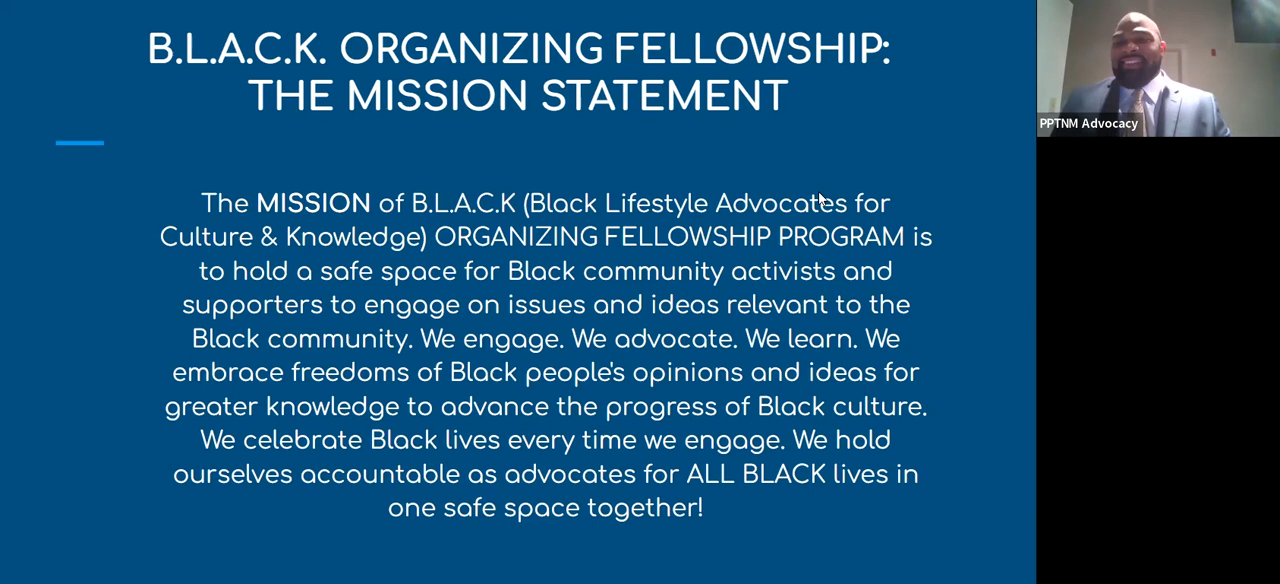 B.L.A.C.K. ORGANIZING FELLOWSHIP:
THE MISSION STATEMENT
The MISSION of B.L.A.C.K (Black Lifestyle Advocates for
Culture & Knowledge) ORGANIZING FELLOWSHIP PROGRAM is
to hold a safe space for Black community activists and
supporters to engage on issues and ideas relevant to the
Black community. We engage. We advocate. We learn. We
embrace freedoms of Black people's opinions and ideas for
greater knowledge to advance the progress of Black culture.
We celebrate Black lives every time we engage. We hold
ourselves accountable as advocates for ALL BLACK lives in
one safe space together!
PPTNM Advocacy